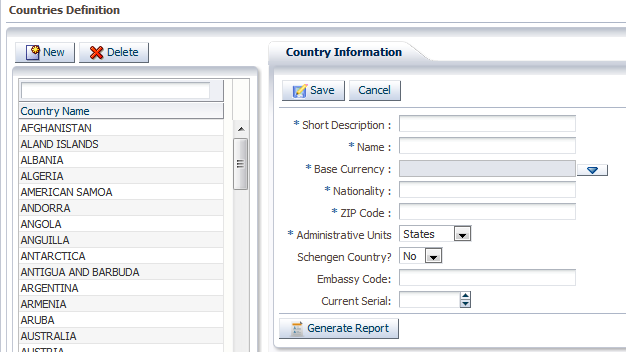 Countries Definition
New
Delete
Country Name
AFGHANISTAN
ALAND ISLANDS
ALBANIA
ALGERIA
AMERICAN SAMOA
ANDORRA
ANGOLA
ANGUILLA
ANTARCTICA
ANTIGUA AND BARBUDA
ARGENTINA
ARMENIA
ARUBA
AUSTRALIA
AUSTRIA
Country Information
Save
Cancel
* Short Description :
* Name :
* Base Currency :
* Nationality :
* ZIP Code :
* Administrative Units
States
Schengen Country?
No
Embassy Code:
Current Serial:
Generate Report